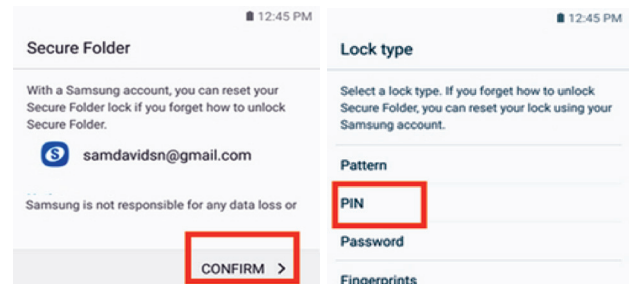 12:45 PM
Secure Folder
With a Samsung account, you can reset your
Secure Folder lock if you forget how to unlock
Secure Folder.
S
samdavidsn@gmail.com
Samsung is not responsible for any data loss or
CONFIRM >
12:45 PM
Lock type
Select a lock type. If you forget how to unlock
Secure Folder, you can reset your lock using your
Samsung account.
Pattern
PIN
Password
Fingerprints